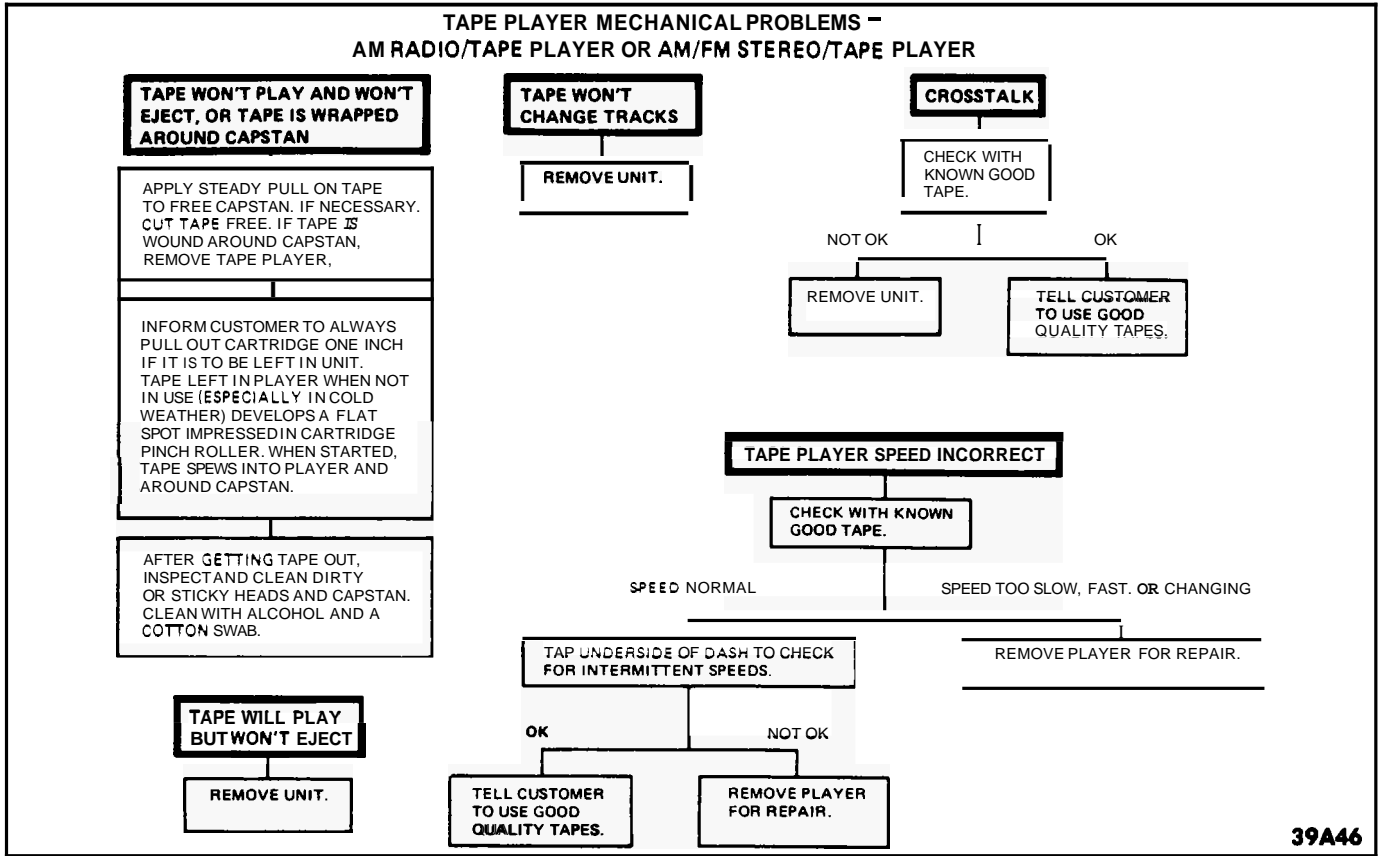 TAPE PLAYER MECHANICAL PROBLEMS –
AM RADIO/TAPE PLAYER OR AM/FM STEREO/TAPE PLAYER
TAPE WON'T PLAY AND WON'T
EJECT, OR TAPE IS WRAPPED
AROUND CAPSTAN
APPLY STEADY PULL ON TAPE
TO FREE CAPSTAN. IF NECESSARY.
CUT TAPE FREE. IF TAPE IS
WOUND AROUND CAPSTAN,
REMOVE TAPE PLAYER,
INFORM CUSTOMER TO ALWAYS
PULL OUT CARTRIDGE ONE INCH
IF IT IS TO BE LEFT IN UNIT.
TAPE LEFT IN PLAYER WHEN NOT
IN USE (ESPECIALLY IN COLD
WEATHER) DEVELOPS A FLAT
SPOT IMPRESSED IN CARTRIDGE
PINCH ROLLER. WHEN STARTED,
TAPE SPEWS INTO PLAYER AND
AROUND CAPSTAN.
AFTER GETTING TAPE OUT,
INSPECT AND CLEAN DIRTY
OR STICKY HEADS AND CAPSTAN.
CLEAN WITH ALCOHOL AND A
COTTON SWAB.
TAPE WILL PLAY
BUT WON'T EJECT
REMOVE UNIT.
TAPE WON'T
CHANGE TRACKS
REMOVE UNIT.
CROSSTALK
CHECK WITH
KNOWN GOOD
TAPE.
NOT OK
OK
REMOVE UNIT.
TELL CUSTOMER
TO USE GOOD
QUALITY TAPES.
TAPE PLAYER SPEED INCORRECT
CHECK WITH KNOWN
GOOD TAPE.
SPEED NORMAL
SPEED TOO SLOW, FAST. OR CHANGING
TAP UNDERSIDE OF DASH TO CHECK
FOR INTERMITTENT SPEEDS.
REMOVE PLAYER FOR REPAIR.
OK
NOT OK
TELL CUSTOMER
TO USE GOOD
QUALITY TAPES.
REMOVE PLAYER
FOR REPAIR.
39A46